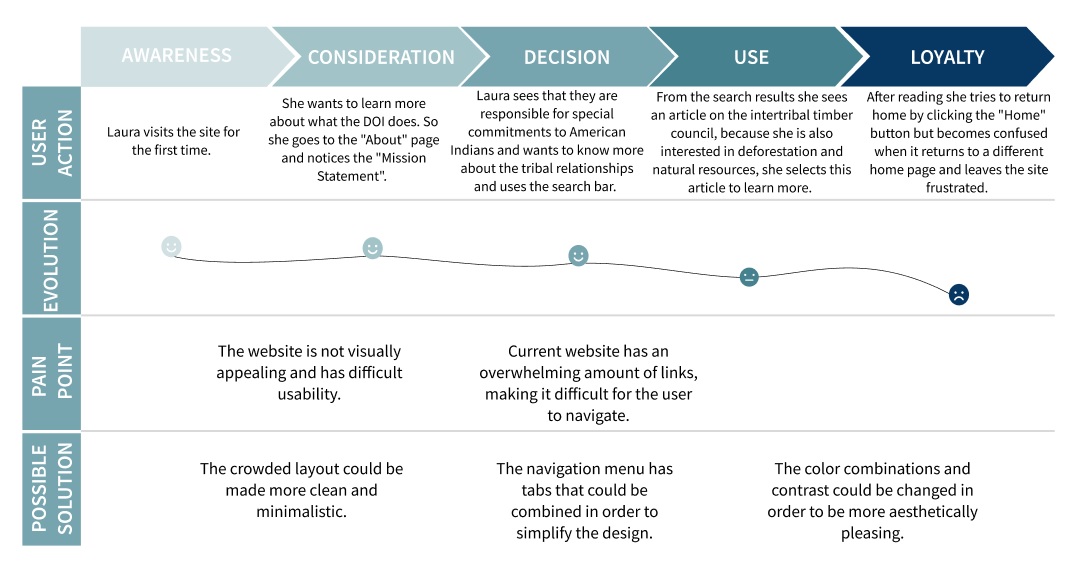 AWARENESS
CONSIDERATION
DECISION
USE
LOYALTY
USER
ACTION
Laura visits the site for
the first time.
She wants to learn more
about what the DOI does. So
she goes to the "About" page
and notices the "Mission
Statement".
Laura sees that they are
responsible for special
commitments to American
Indians and wants to know more
about the tribal relationships
and uses the search bar.
From the search results she sees
an article on the intertribal timber
council, because she is also
interested in deforestation and
natural resources, she selects this
article to learn more.
After reading she tries to return
home by clicking the "Home"
button but becomes confused
when it returns to a different
home page and leaves the site
frustrated.
EVOLUTION
PAIN
POINT
The website is not visually
appealing and has difficult
usability.
Current website has an
overwhelming amount of links,
making it difficult for the user
to navigate.
POSSIBLE
SOLUTION
The crowded layout could be
made more clean and
minimalistic.
The navigation menu has
tabs that could be
combined in order to
simplify the design.
The color combinations and
contrast could be changed in
order to be more aesthetically
pleasing.